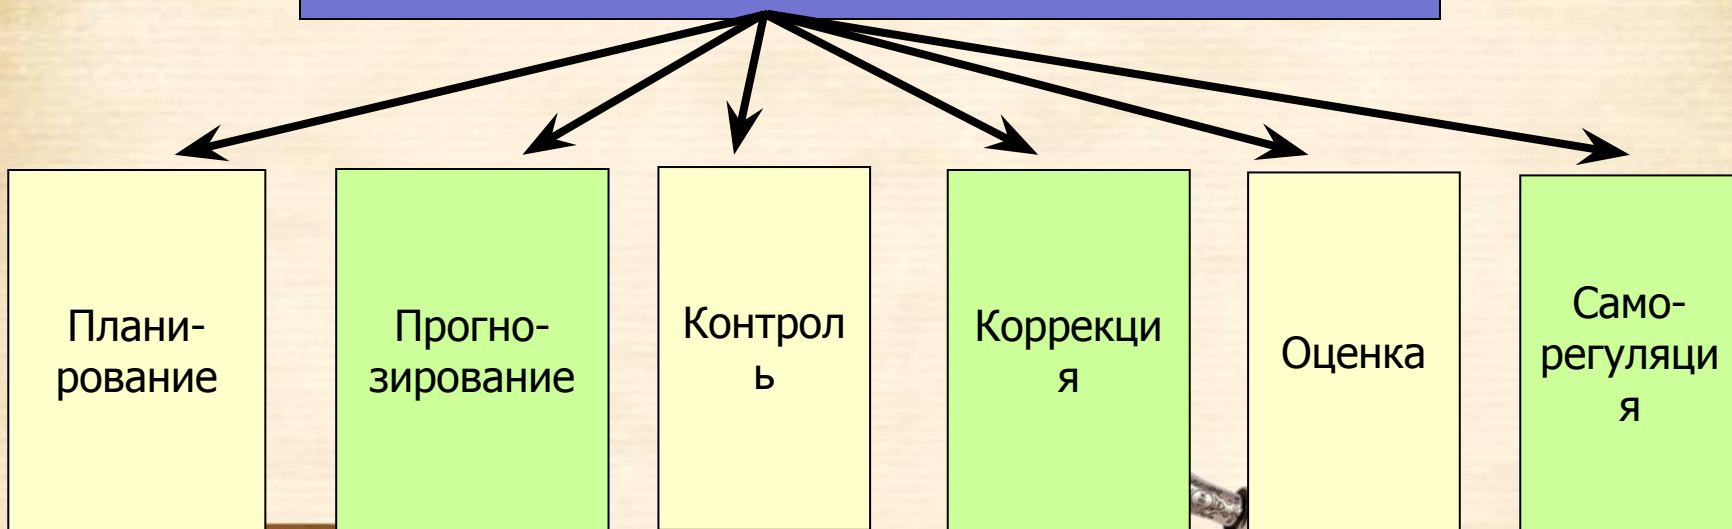 Плани-
рование
Прогно-
зирование
Контрол
ь
Коррекци
я
Оценка
Само-
регуляци
я